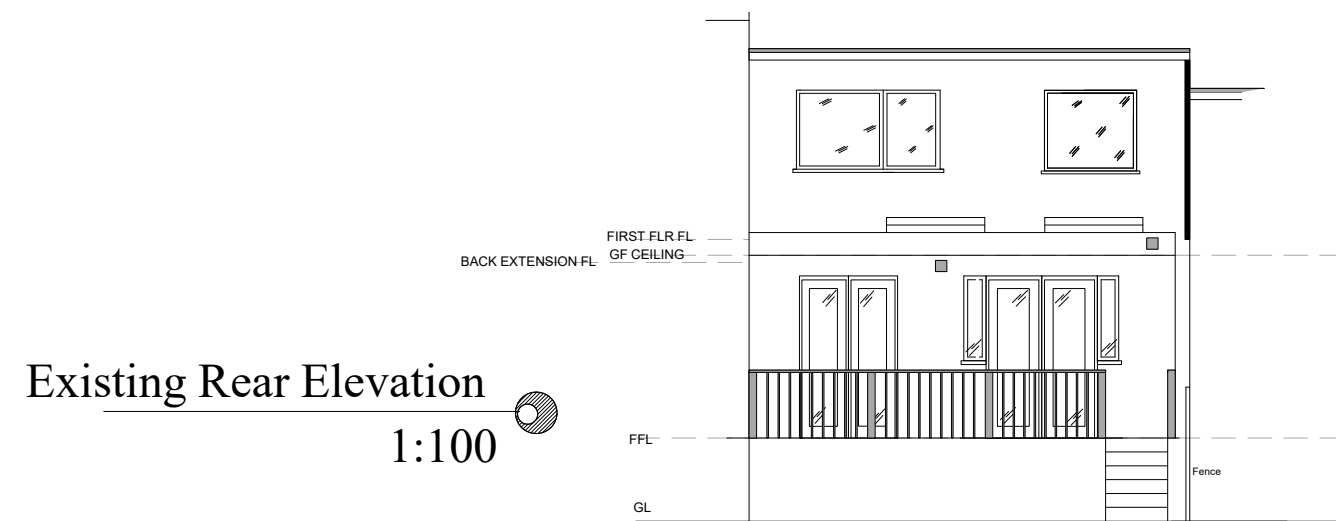 FIRST FLR FL
GF CEILING
BACK EXTENSION FL
Existing Rear Elevation
1:100
FFL
Fence
GL